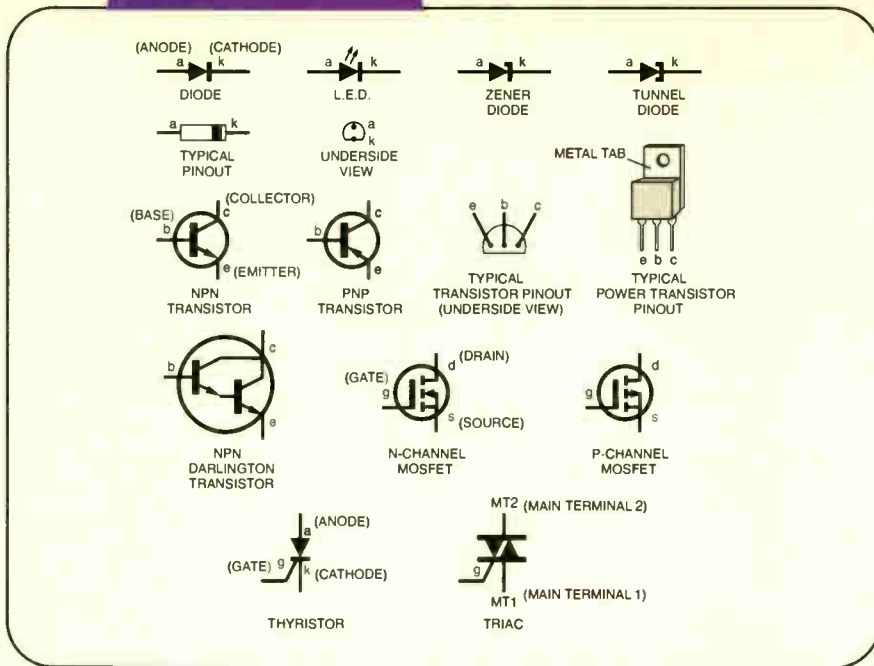 (ANODE) (CATHODE)
a k
DIODE
a k
L.E.D.
a k
ZENER
DIODE
a k
TUNNEL
DIODE
a k
TYPICAL
PINOUT
a
k
UNDERSIDE
VIEW
(BASE)
b
c
(COLLECTOR)
e
(EMITTER)
NPN
TRANSISTOR
b
c
e
PNP
TRANSISTOR
e b c
TYPICAL
TRANSISTOR PINOUT
(UNDERSIDE VIEW)
METAL TAB
e b c
TYPICAL
POWER TRANSISTOR
PINOUT
b
c
e
NPN
DARLINGTON
TRANSISTOR
(GATE)
g
d
(DRAIN)
s
(SOURCE)
N-CHANNEL
MOSFET
g
d
s
P-CHANNEL
MOSFET
a
(ANODE)
(GATE) g
k
(CATHODE)
THYRISTOR
MT2 (MAIN TERMINAL 2)
g
MT1 (MAIN TERMINAL 1)
TRIAC